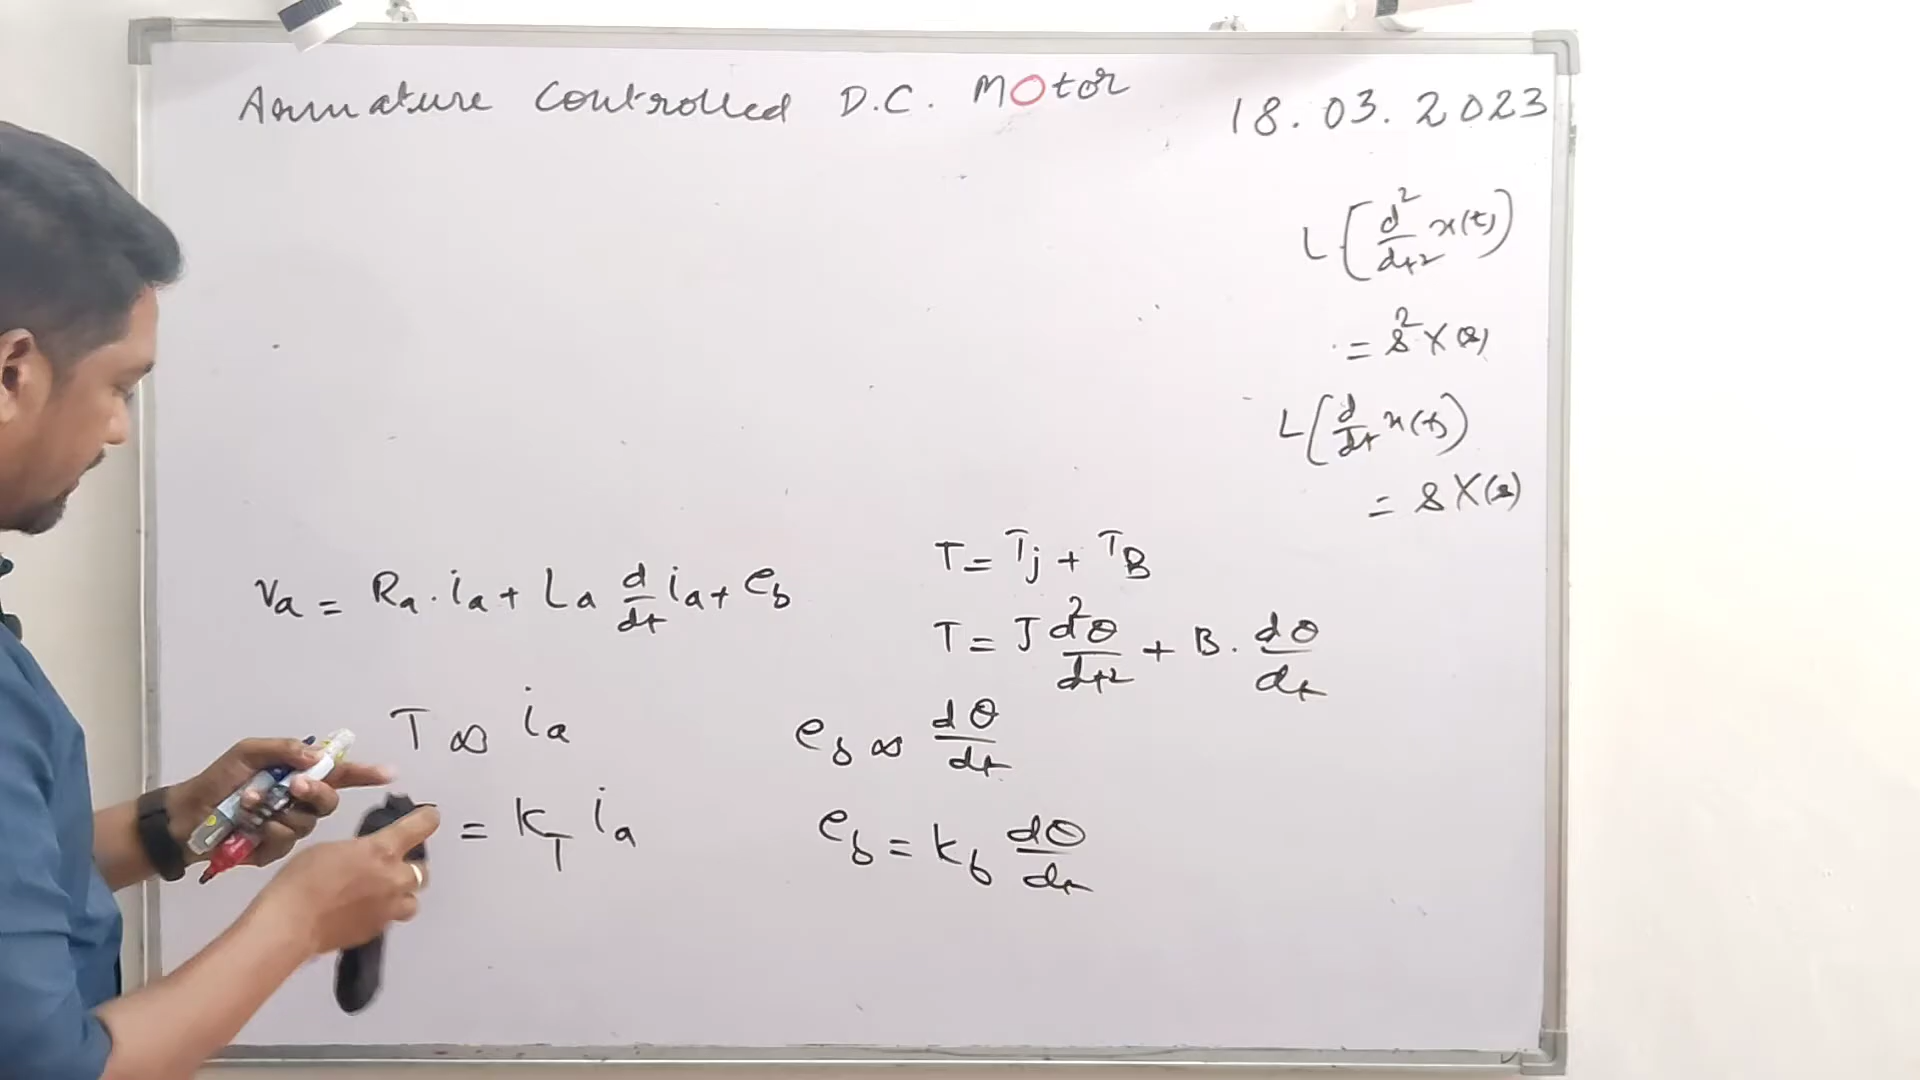 Armature Controlled D.C. Motor
18.03.2023
L[d²/dt² x(t)]
= s² X(s)
L[d/dt x(t)]
= s X(s)
Va = Ra . ia + La d/dt ia + eb
T = Tj + TB
T = J d²θ/dt² + B . dθ/dt
T ∝ ia
eb ∝ dθ/dt
= KT ia
eb = Kb dθ/dt